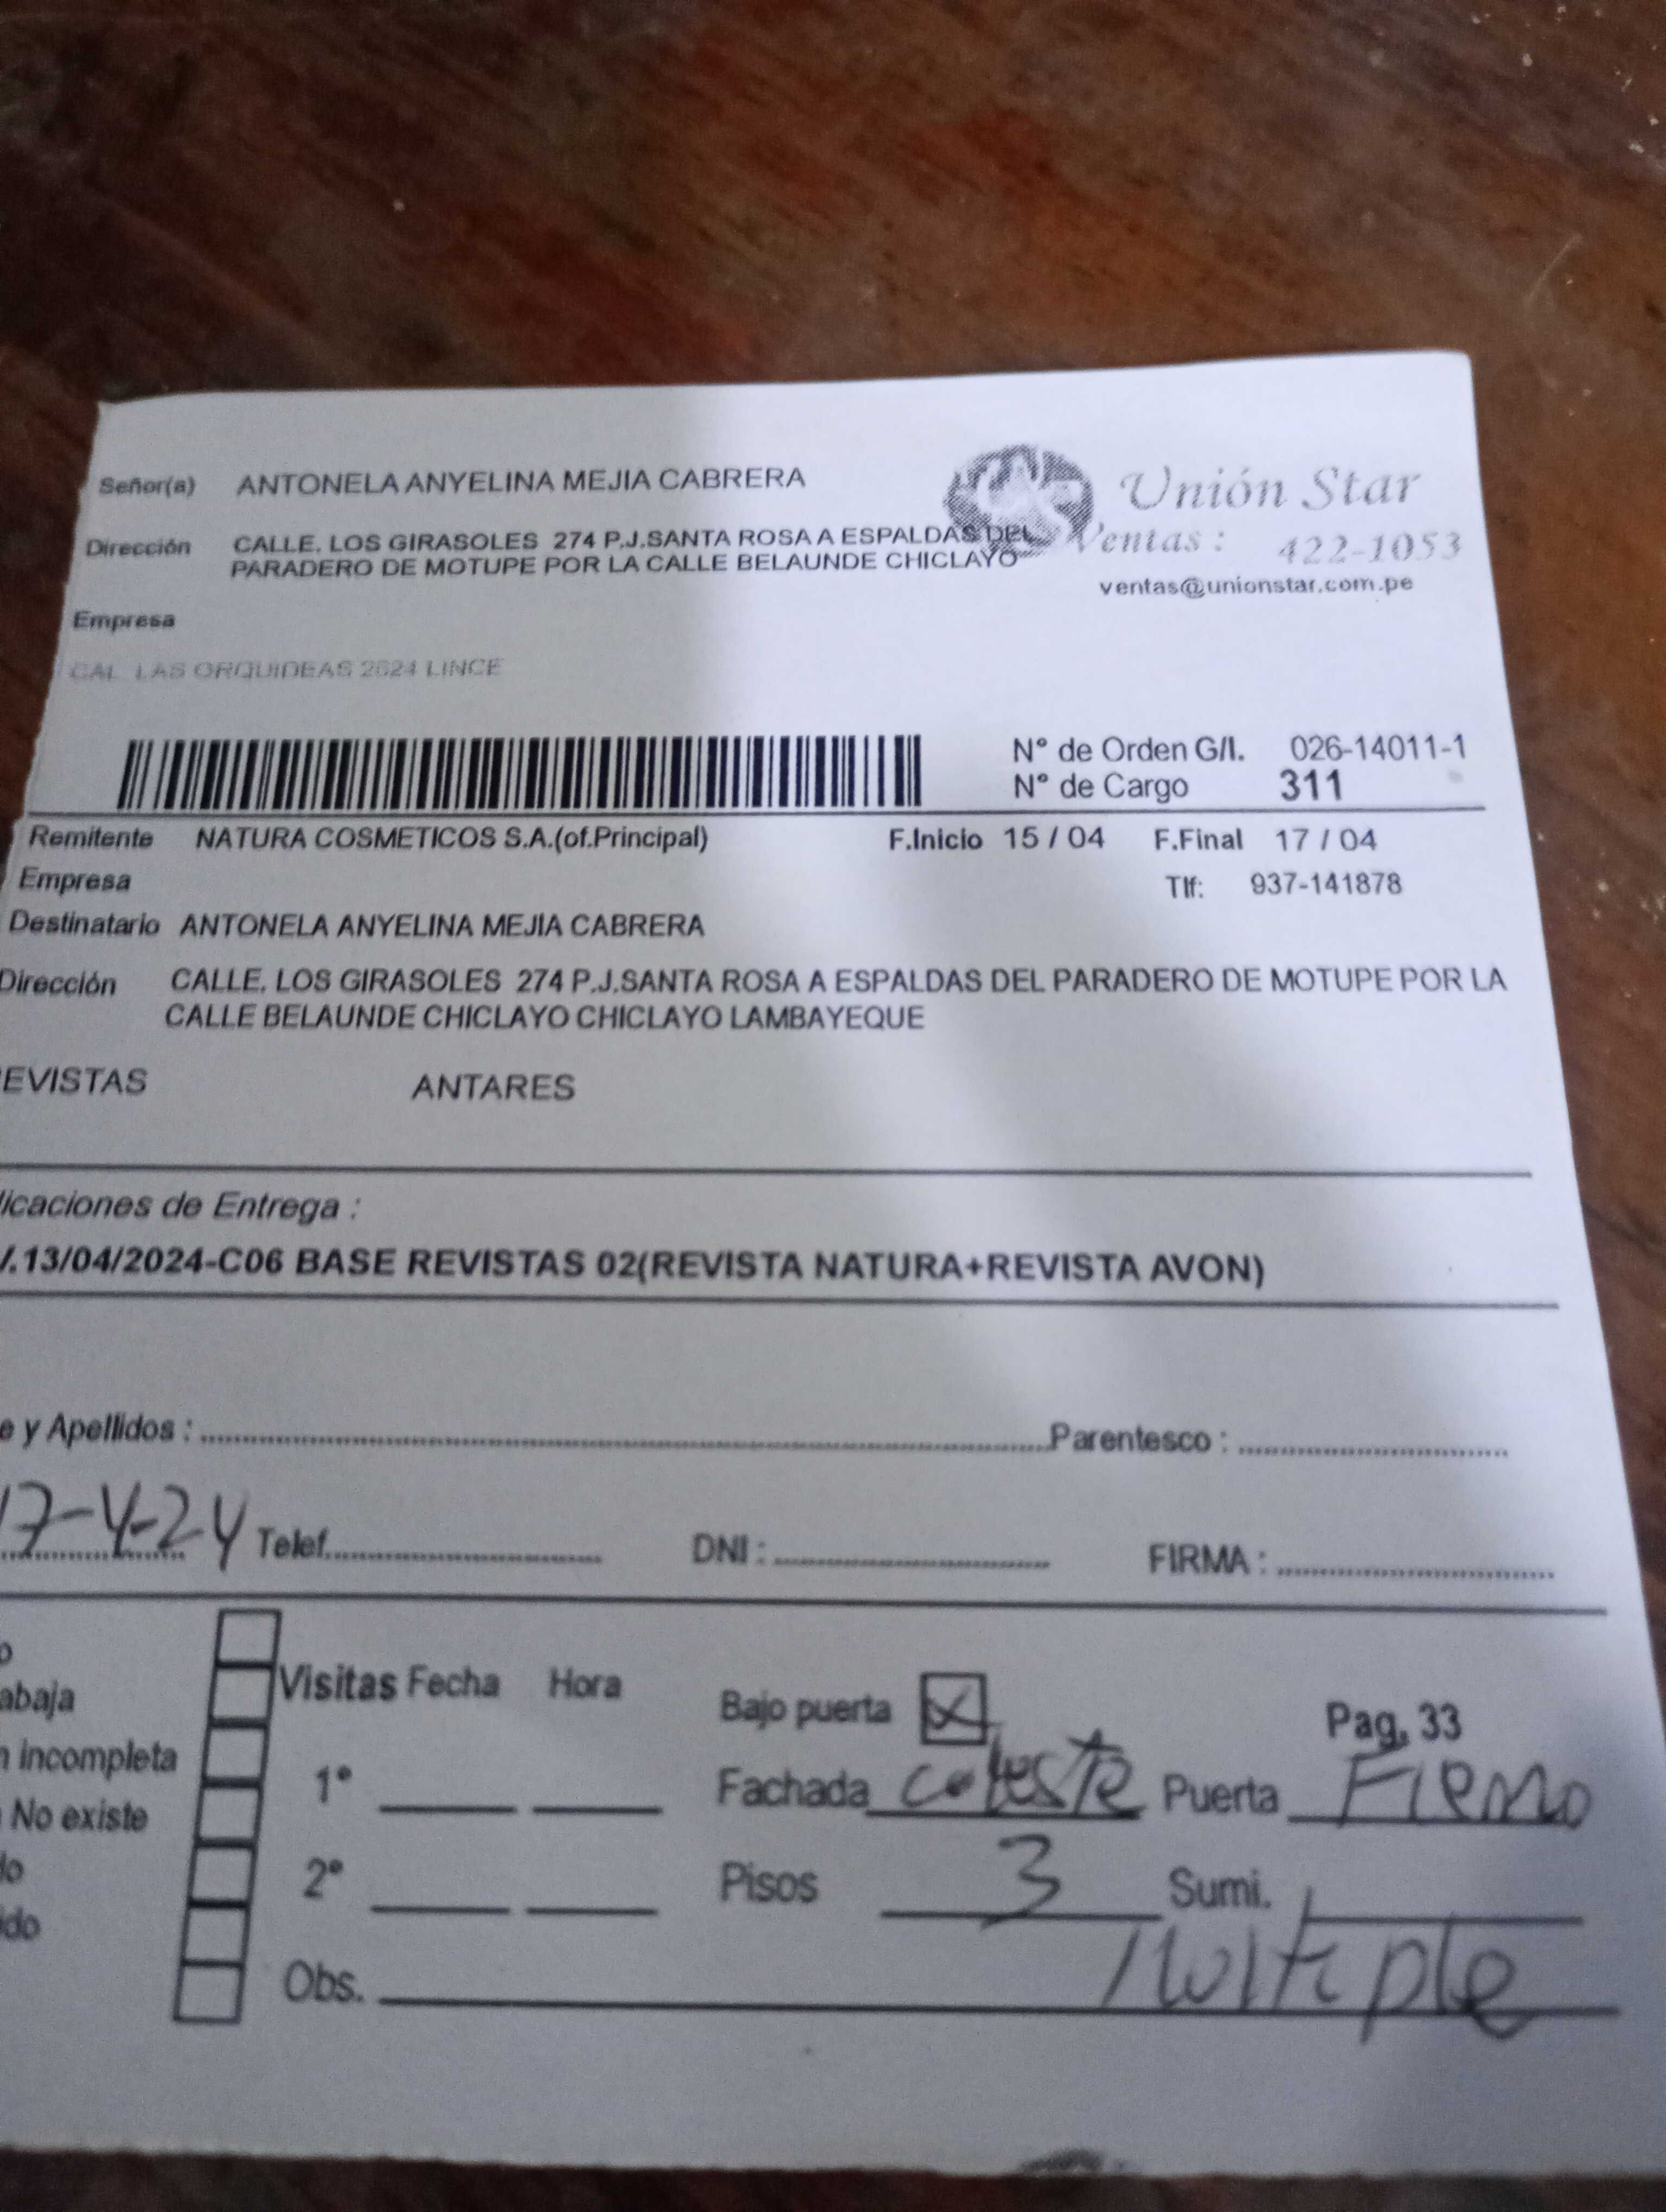 Señor(a) ANTONELA ANYELINA MEJIA CABRERA
Unión Star
Dirección CALLE. LOS GIRASOLES 274 P.J.SANTA ROSA A ESPALDAS DEL
PARADERO DE MOTUPE POR LA CALLE BELAUNDE CHICLAYO
Ventas : 422-1053
ventas@unionstar.com.pe
Empresa
CAL LAS ORQUIDEAS 2624 LINCE
N° de Orden G/I. 026-14011-1
N° de Cargo 311
Remitente NATURA COSMETICOS S.A.(of.Principal) F.Inicio 15 / 04 F.Final 17 / 04
Empresa Tlf: 937-141878
Destinatario ANTONELA ANYELINA MEJIA CABRERA
Dirección CALLE. LOS GIRASOLES 274 P.J.SANTA ROSA A ESPALDAS DEL PARADERO DE MOTUPE POR LA
CALLE BELAUNDE CHICLAYO CHICLAYO LAMBAYEQUE
EVISTAS ANTARES
icaciones de Entrega :
/.13/04/2024-C06 BASE REVISTAS 02(REVISTA NATURA+REVISTA AVON)
e y Apellidos : Parentesco :
17-4-24 Telef. DNI : FIRMA :
o
abaja
n incompleta
No existe
do
ido
Visitas Fecha Hora
1°
2°
Obs.
Bajo puerta X Pag. 33
Fachada celeste Puerta Fierro
Pisos 3 Sumi.
Multiple